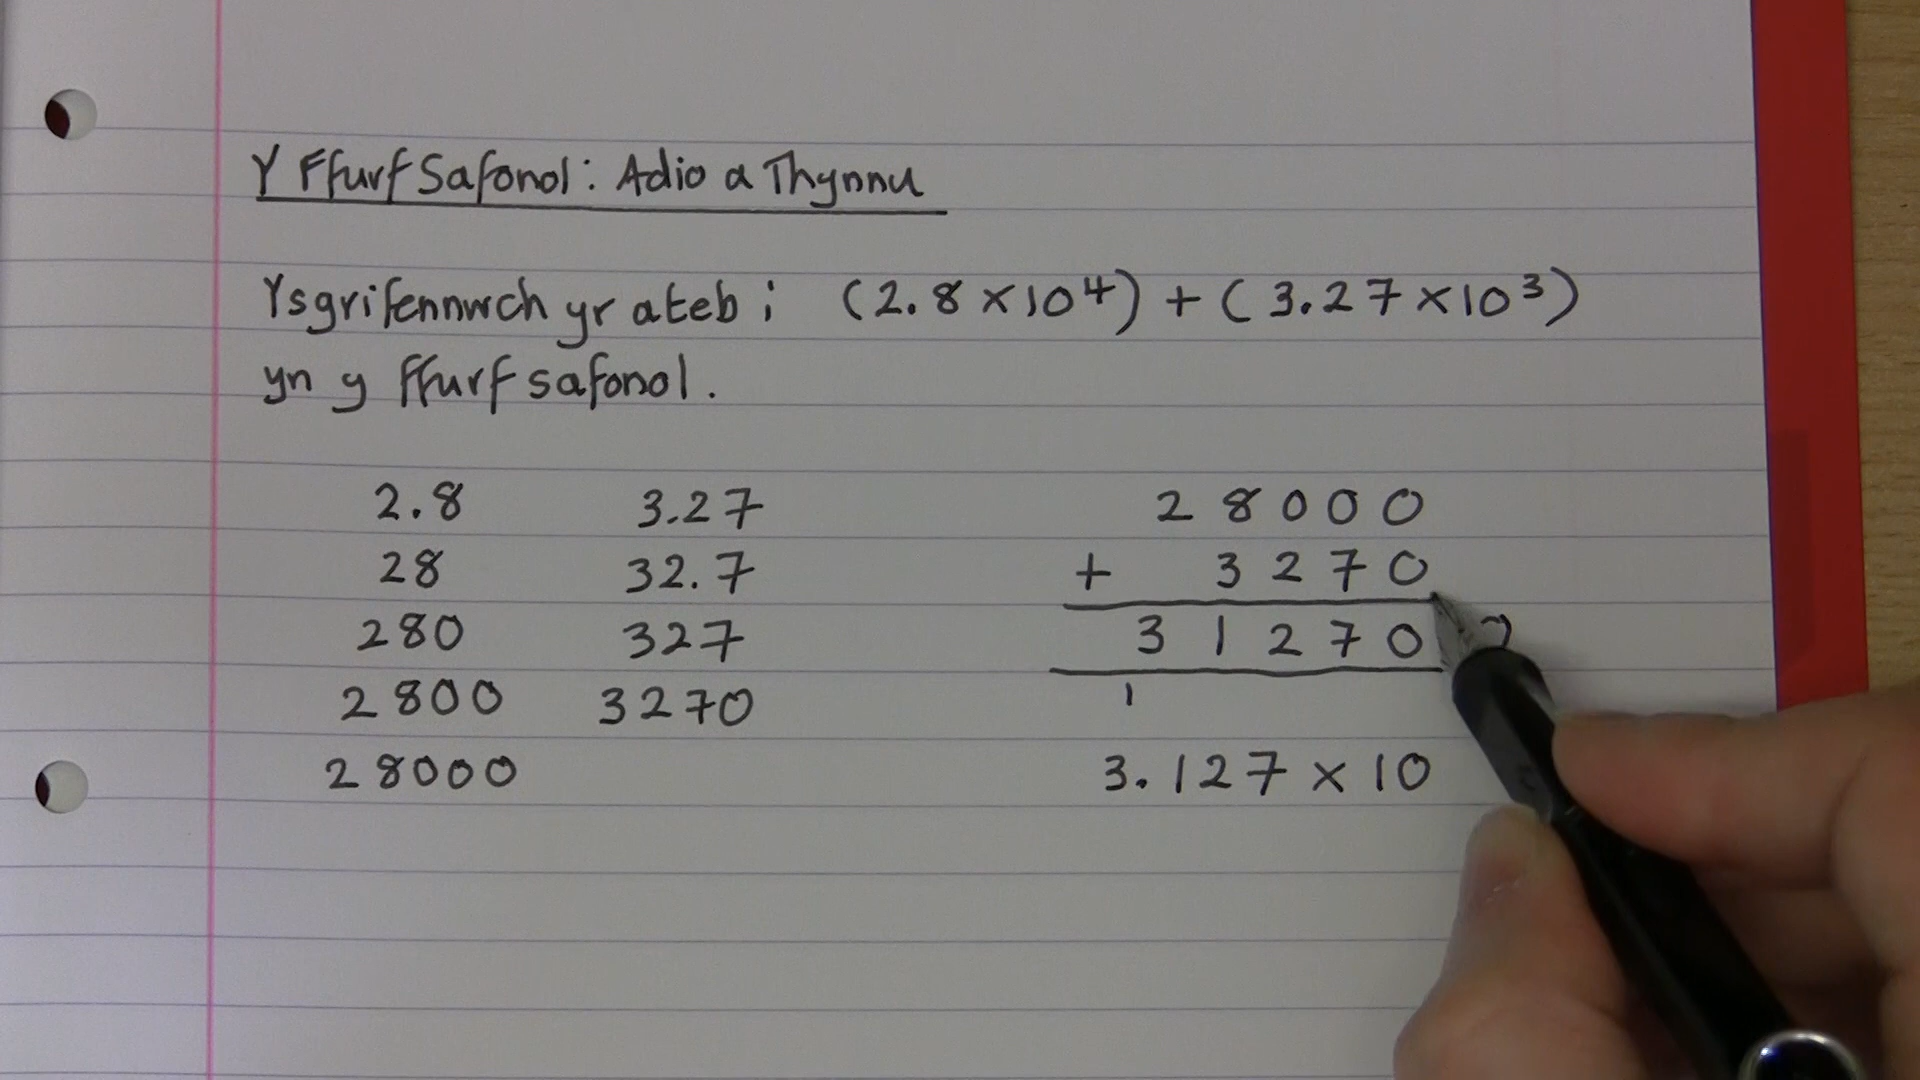 Y Ffurf Safonol: Adio a Thynnu
Ysgrifennwch yr ateb i (2.8 × 10⁴) + (3.27 × 10³)
yn y ffurf safonol.
2.8 3.27
28 32.7
280 327
2800 3270
28000
28000
+ 3270
31270
1
3.127 × 10